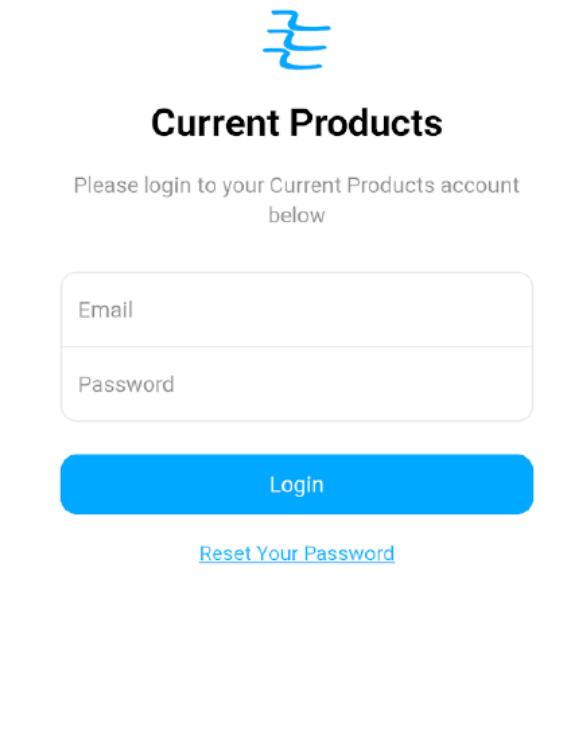 Current Products
Please login to your Current Products account
below
Email
Password
Login
Reset Your Password